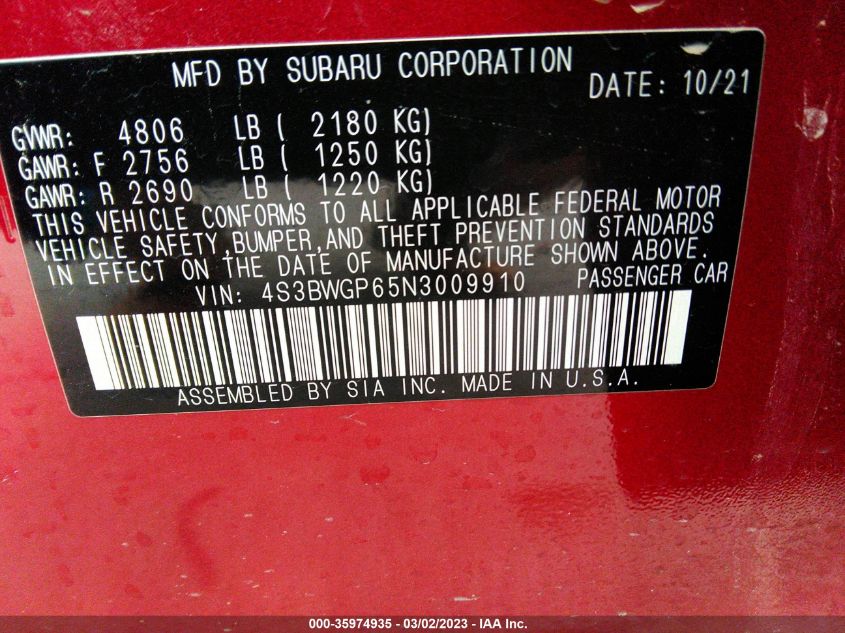 MFD BY SUBARU CORPORATION
DATE: 10/21
GVWR: 4806 LB ( 2180 KG)
GAWR: F 2756 LB ( 1250 KG)
GAWR: R 2690 LB ( 1220 KG)
THIS VEHICLE CONFORMS TO ALL APPLICABLE FEDERAL MOTOR
VEHICLE SAFETY,BUMPER,AND THEFT PREVENTION STANDARDS
IN EFFECT ON THE DATE OF MANUFACTURE SHOWN ABOVE.
VIN: 4S3BWGP65N3009910 PASSENGER CAR
ASSEMBLED BY SIA INC. MADE IN U.S.A.
000-35974935 - 03/02/2023 - IAA Inc.